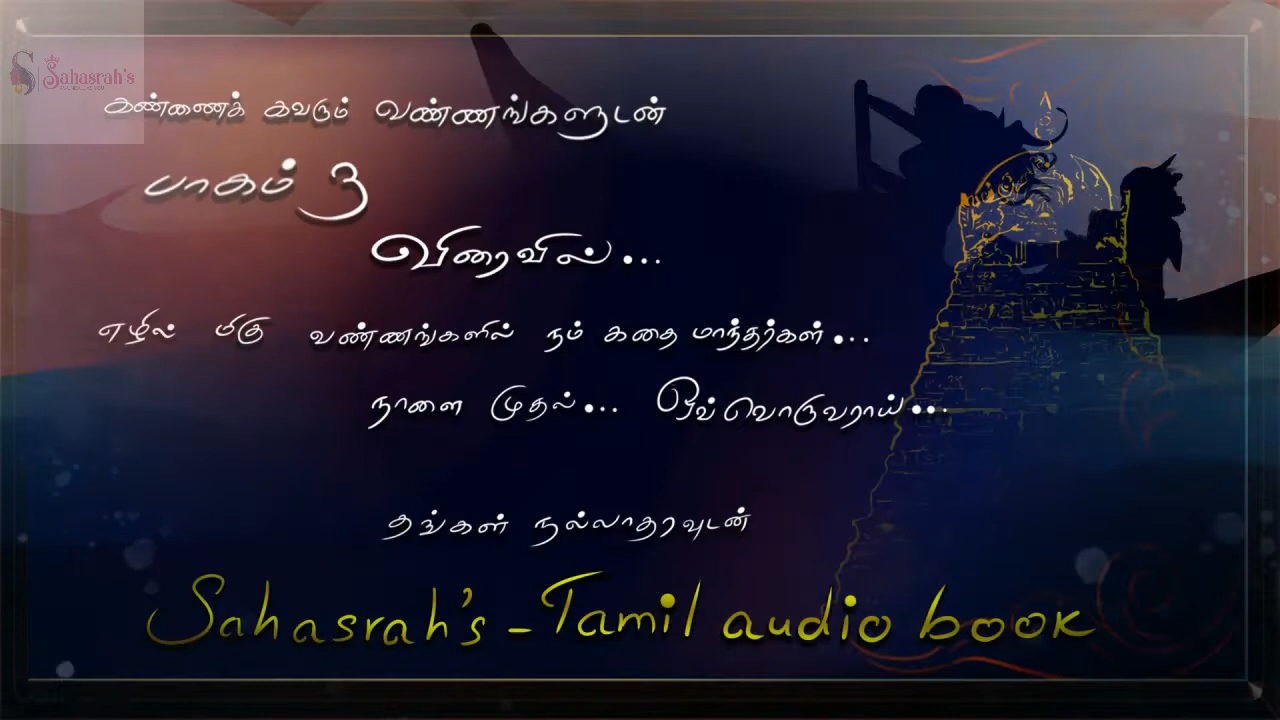 Sahasrah's
கண்ணைக் கவரும் வண்ணங்களுடன்
பாகம் 3
விரைவில்...
எழில் மிகு வண்ணங்களில் நம் கதை மாந்தர்கள்...
நாளை முதல்... ஒவ்வொருவராய்...
தங்கள் நல்லாதரவுடன்
Sahasrah's - Tamil audio book